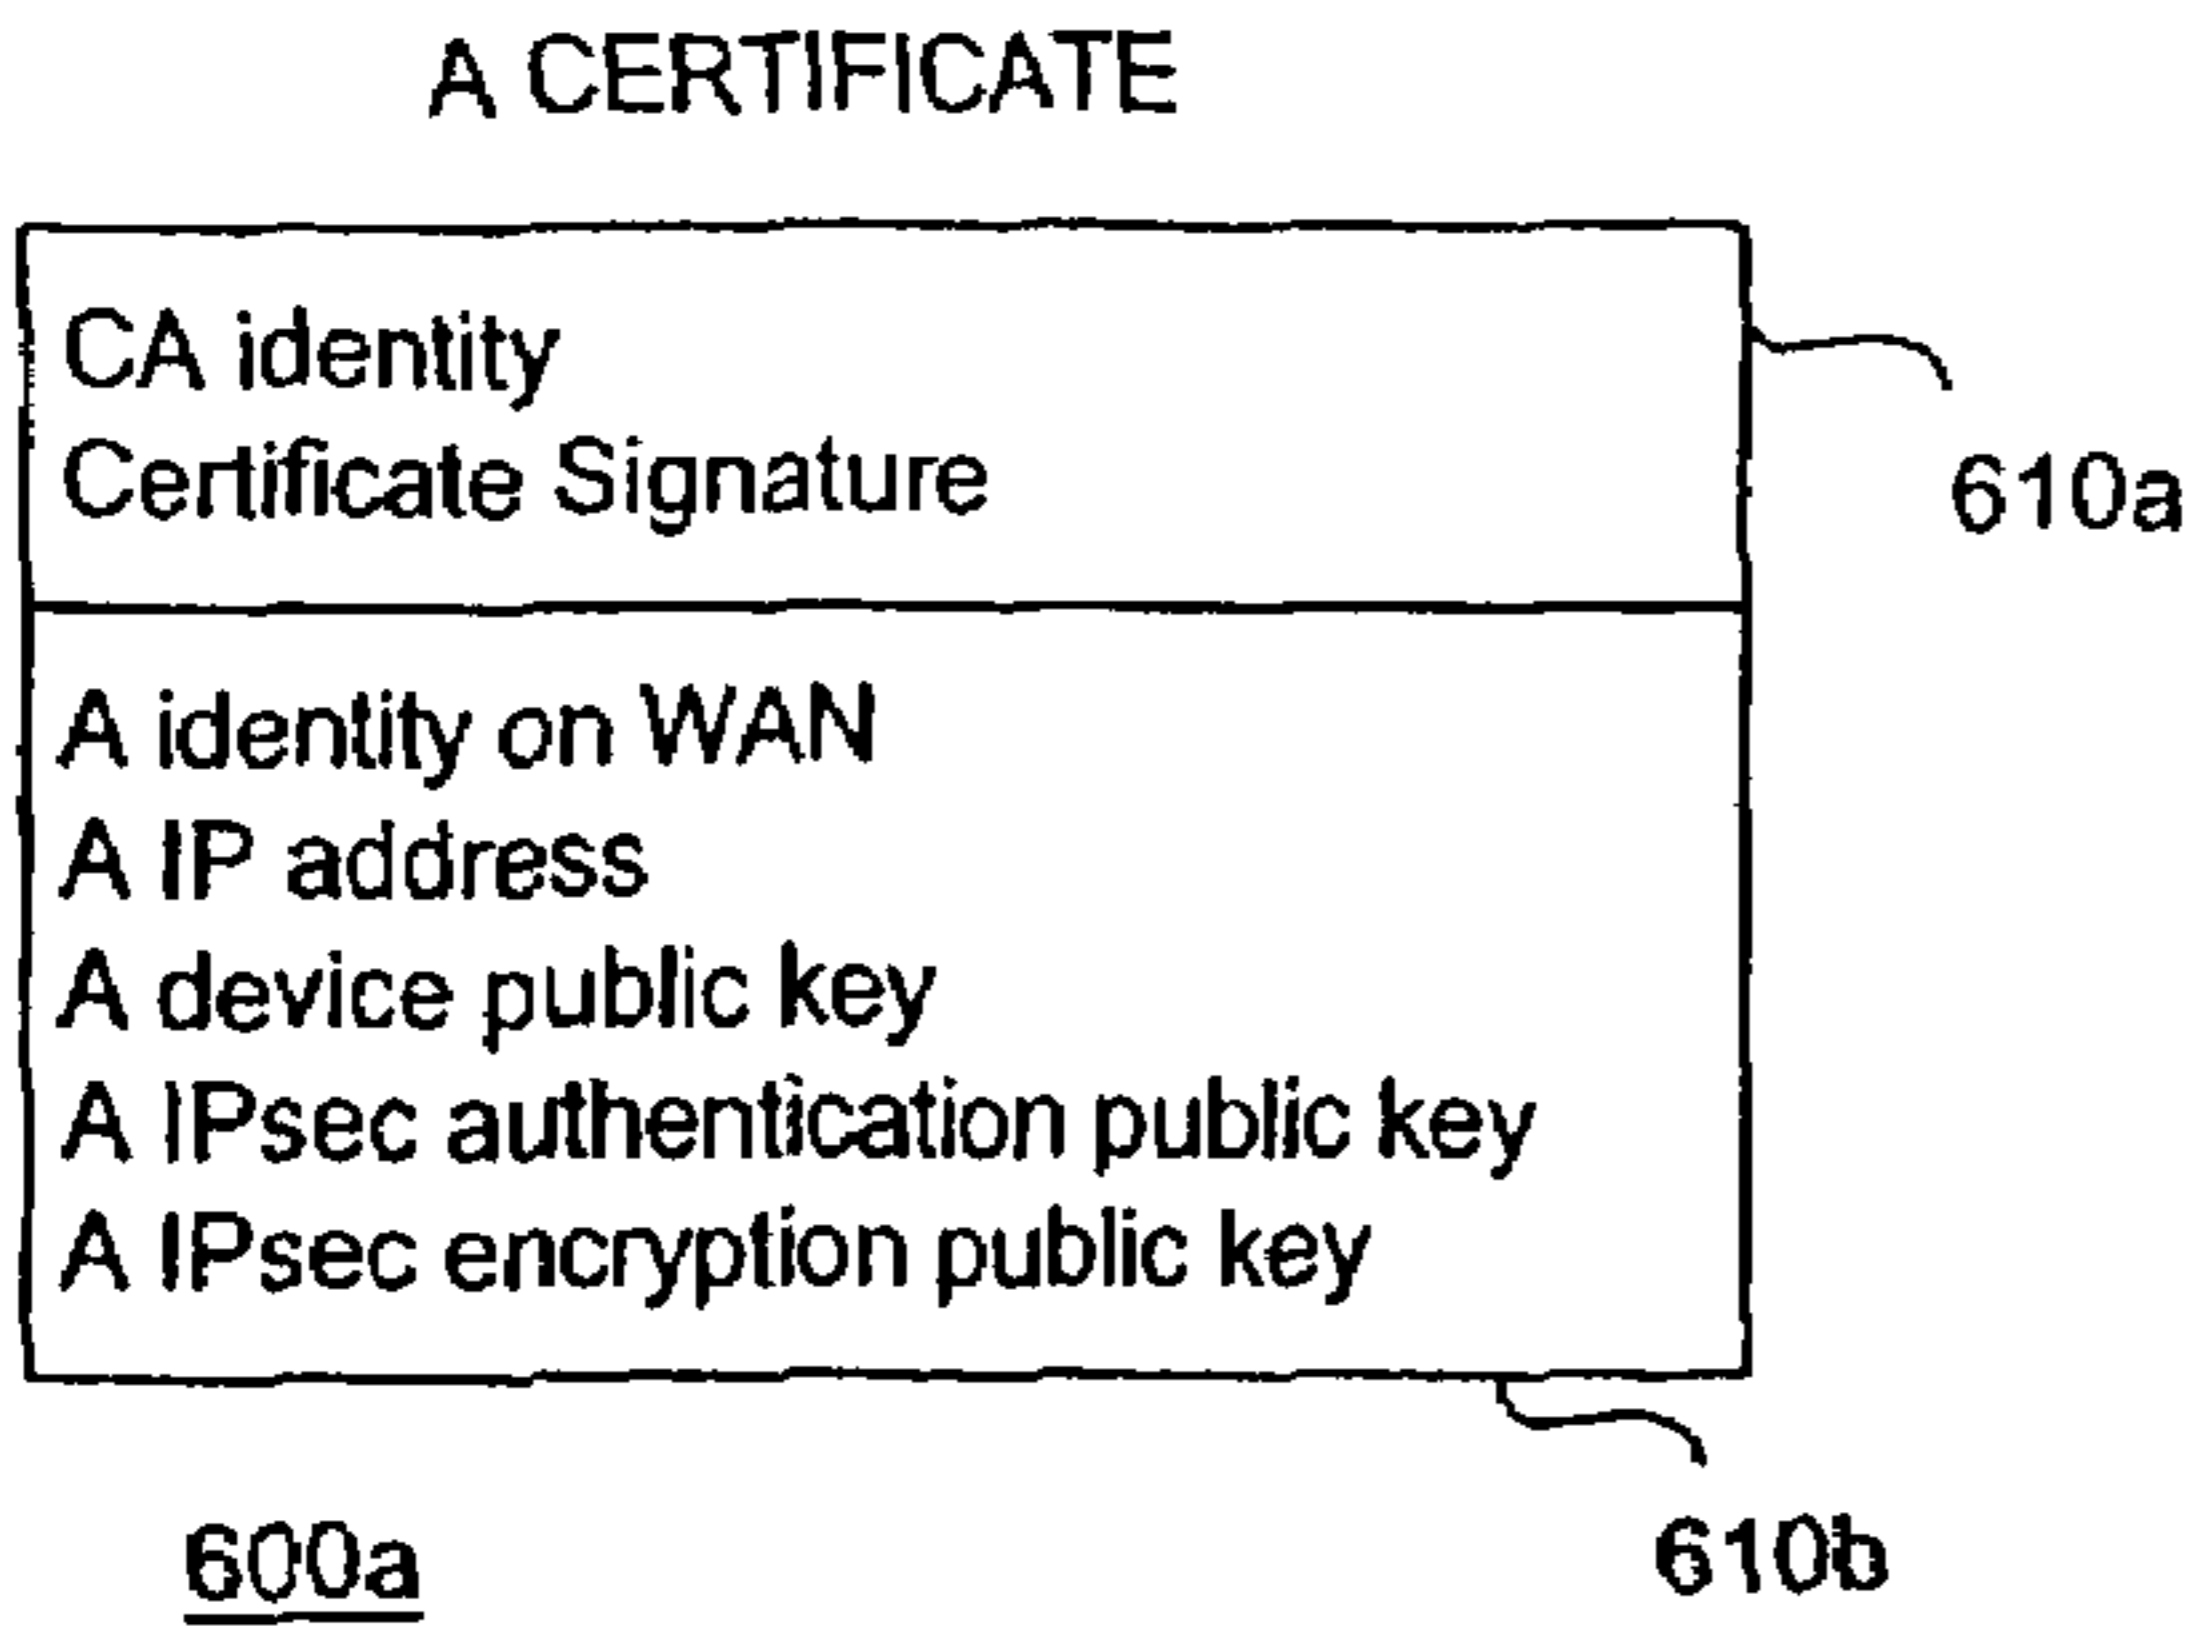 A CERTIFICATE
CA identity
Certificate Signature
610a
A identity on WAN
A IP address
A device public key
A IPsec authentication public key
A IPsec encryption public key
600a
610b